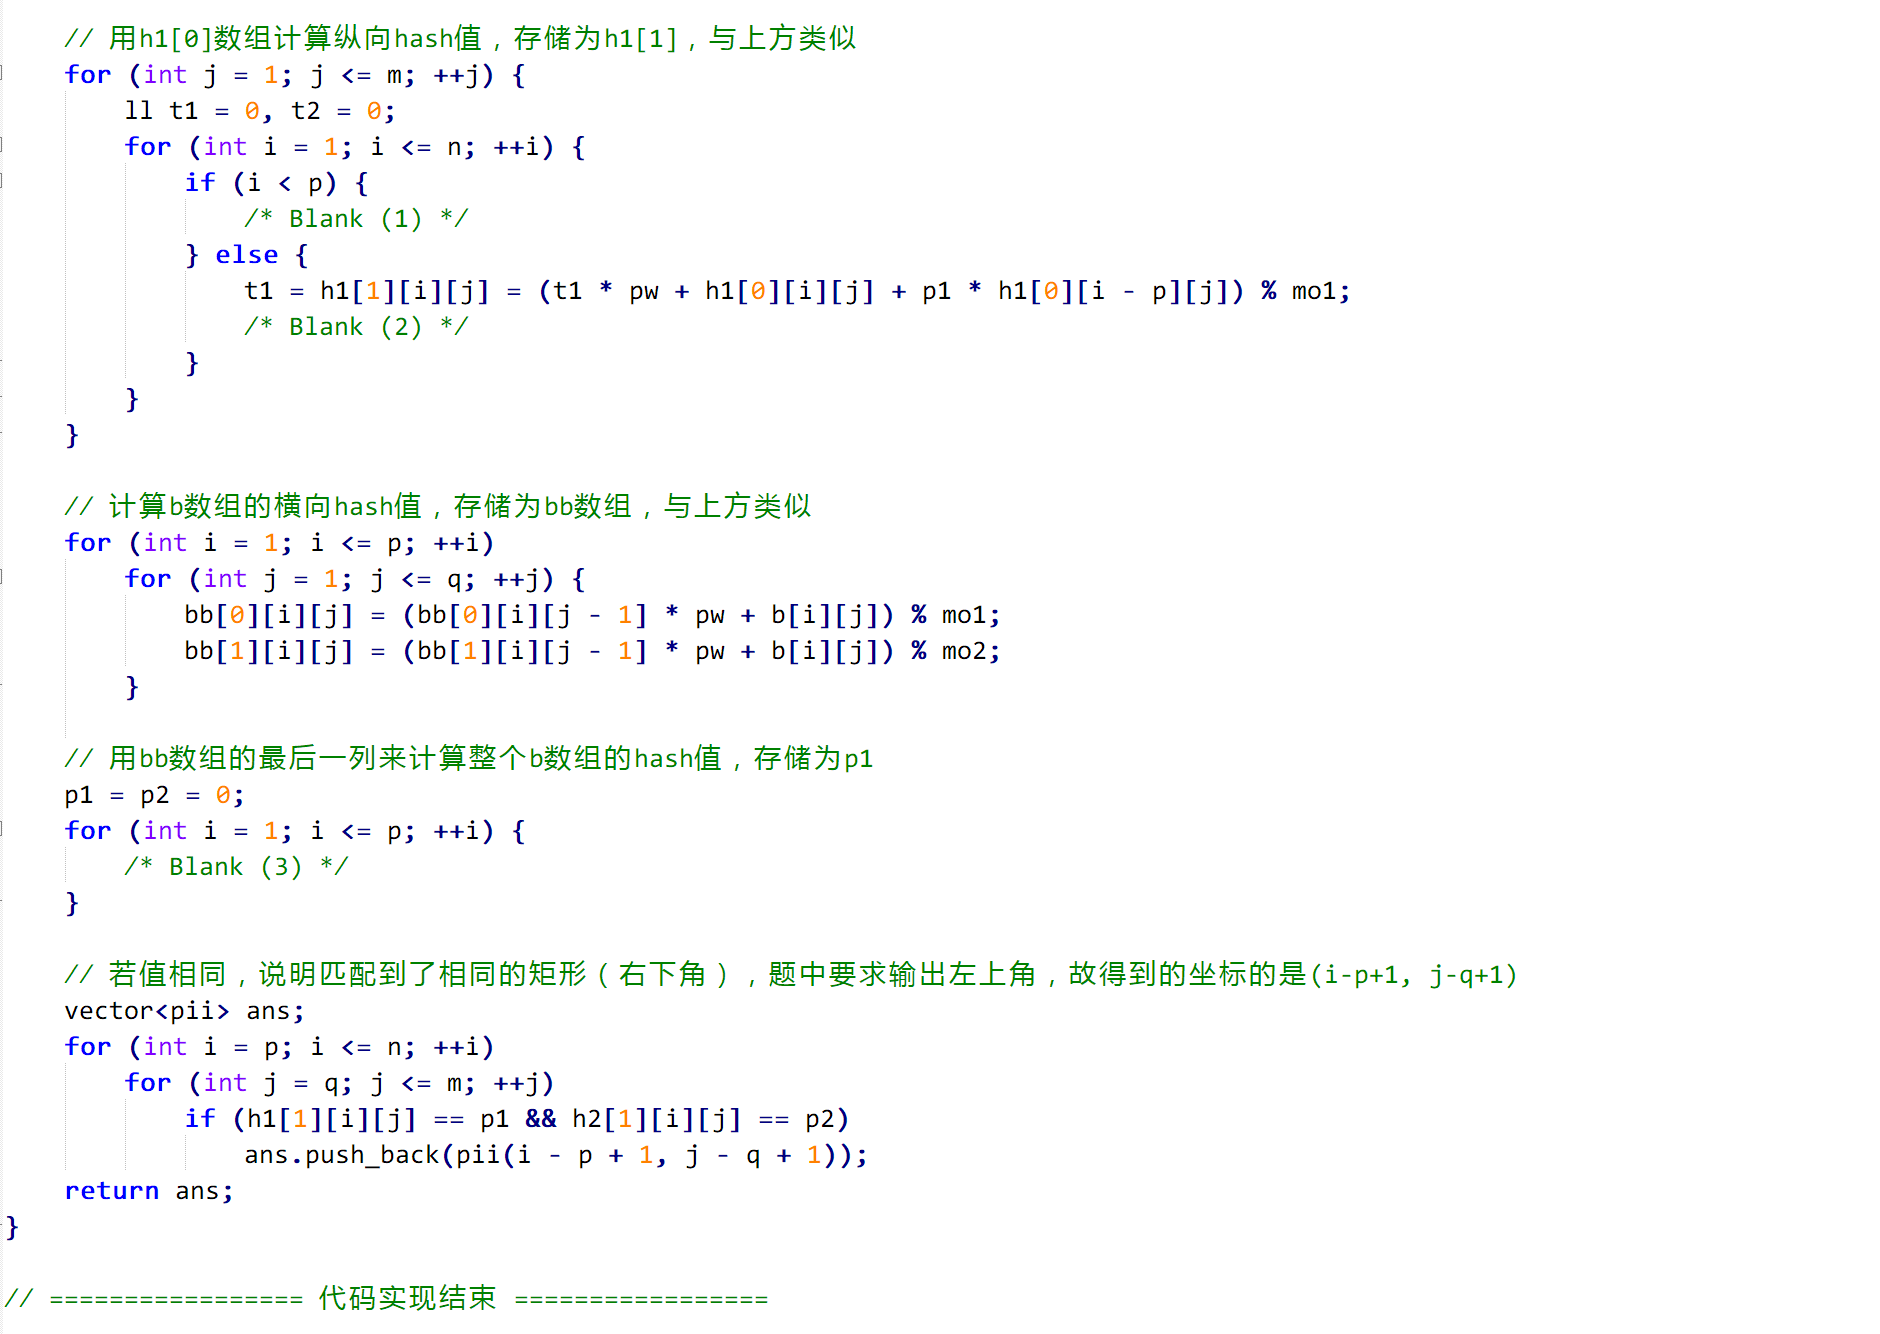 // 用h1[0]数组计算纵向hash值，存储为h1[1]，与上方类似
for (int j = 1; j <= m; ++j) {
ll t1 = 0, t2 = 0;
for (int i = 1; i <= n; ++i) {
if (i < p) {
/* Blank (1) */
} else {
t1 = h1[1][i][j] = (t1 * pw + h1[0][i][j] + p1 * h1[0][i - p][j]) % mo1;
/* Blank (2) */
}
}
}
// 计算b数组的横向hash值，存储为bb数组，与上方类似
for (int i = 1; i <= p; ++i)
for (int j = 1; j <= q; ++j) {
bb[0][i][j] = (bb[0][i][j - 1] * pw + b[i][j]) % mo1;
bb[1][i][j] = (bb[1][i][j - 1] * pw + b[i][j]) % mo2;
}
// 用bb数组的最后一列来计算整个b数组的hash值，存储为p1
p1 = p2 = 0;
for (int i = 1; i <= p; ++i) {
/* Blank (3) */
}
// 若值相同，说明匹配到了相同的矩形（右下角），题中要求输出左上角，故得到的坐标的是(i-p+1, j-q+1)
vector<pii> ans;
for (int i = p; i <= n; ++i)
for (int j = q; j <= m; ++j)
if (h1[1][i][j] == p1 && h2[1][i][j] == p2)
ans.push_back(pii(i - p + 1, j - q + 1));
return ans;
}
// ================= 代码实现结束 =================